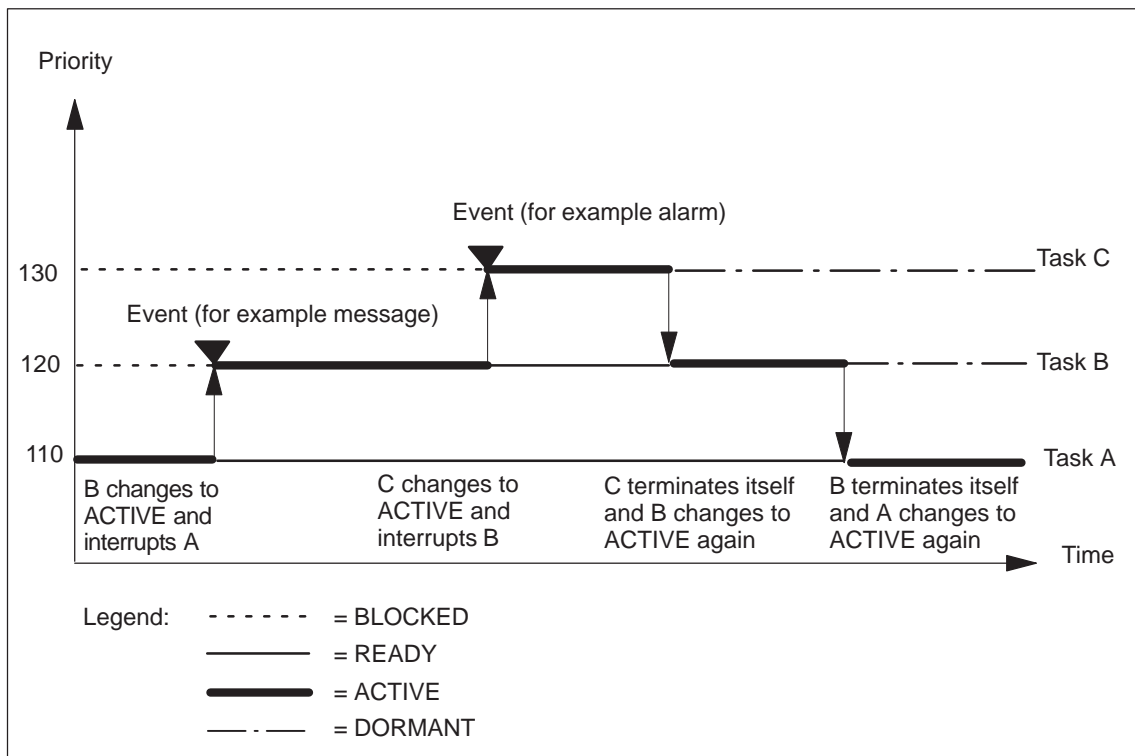 Priority
Event (for example alarm)
130
Task C
Event (for example message)
120
Task B
110
Task A
B changes to
ACTIVE and
interrupts A
C changes to
ACTIVE and
interrupts B
C terminates itself
and B changes to
ACTIVE again
B terminates itself
and A changes to
ACTIVE again
Time
Legend:
= BLOCKED
= READY
= ACTIVE
= DORMANT